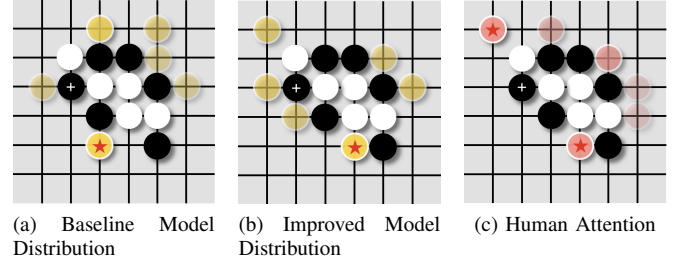 (a) Baseline Model
Distribution
(b) Improved Model
Distribution
(c) Human Attention